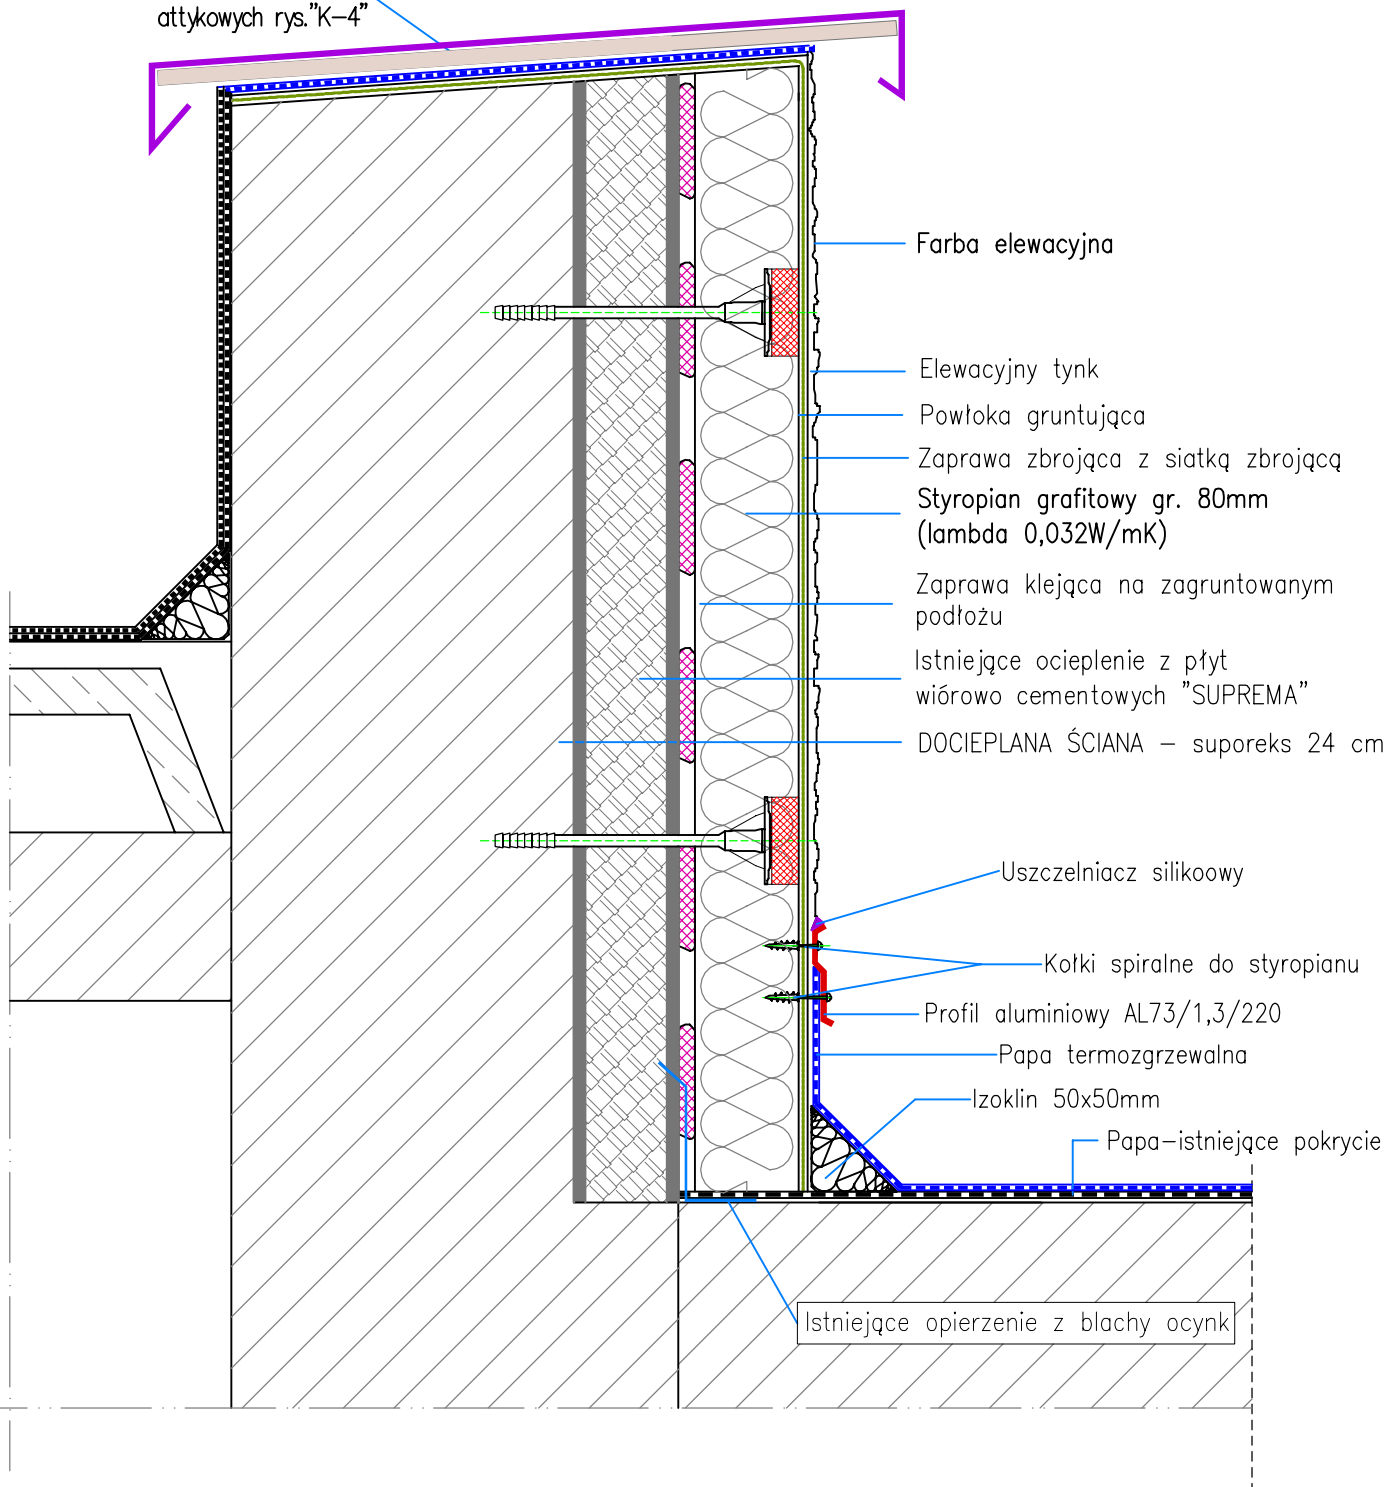 attykowych rys."K-4"
Farba elewacyjna
Elewacyjny tynk
Powłoka gruntująca
Zaprawa zbrojąca z siatką zbrojącą
Styropian grafitowy gr. 80mm
(lambda 0,032W/mK)
Zaprawa klejąca na zagruntowanym
podłożu
Istniejące ocieplenie z płyt
wiórowo cementowych "SUPREMA"
DOCIEPLANA ŚCIANA – suporeks 24 cm
Uszczelniacz silikoowy
Kołki spiralne do styropianu
Profil aluminiowy AL73/1,3/220
Papa termozgrzewalna
Izoklin 50x50mm
Papa-istniejące pokrycie
Istniejące opierzenie z blachy ocynk